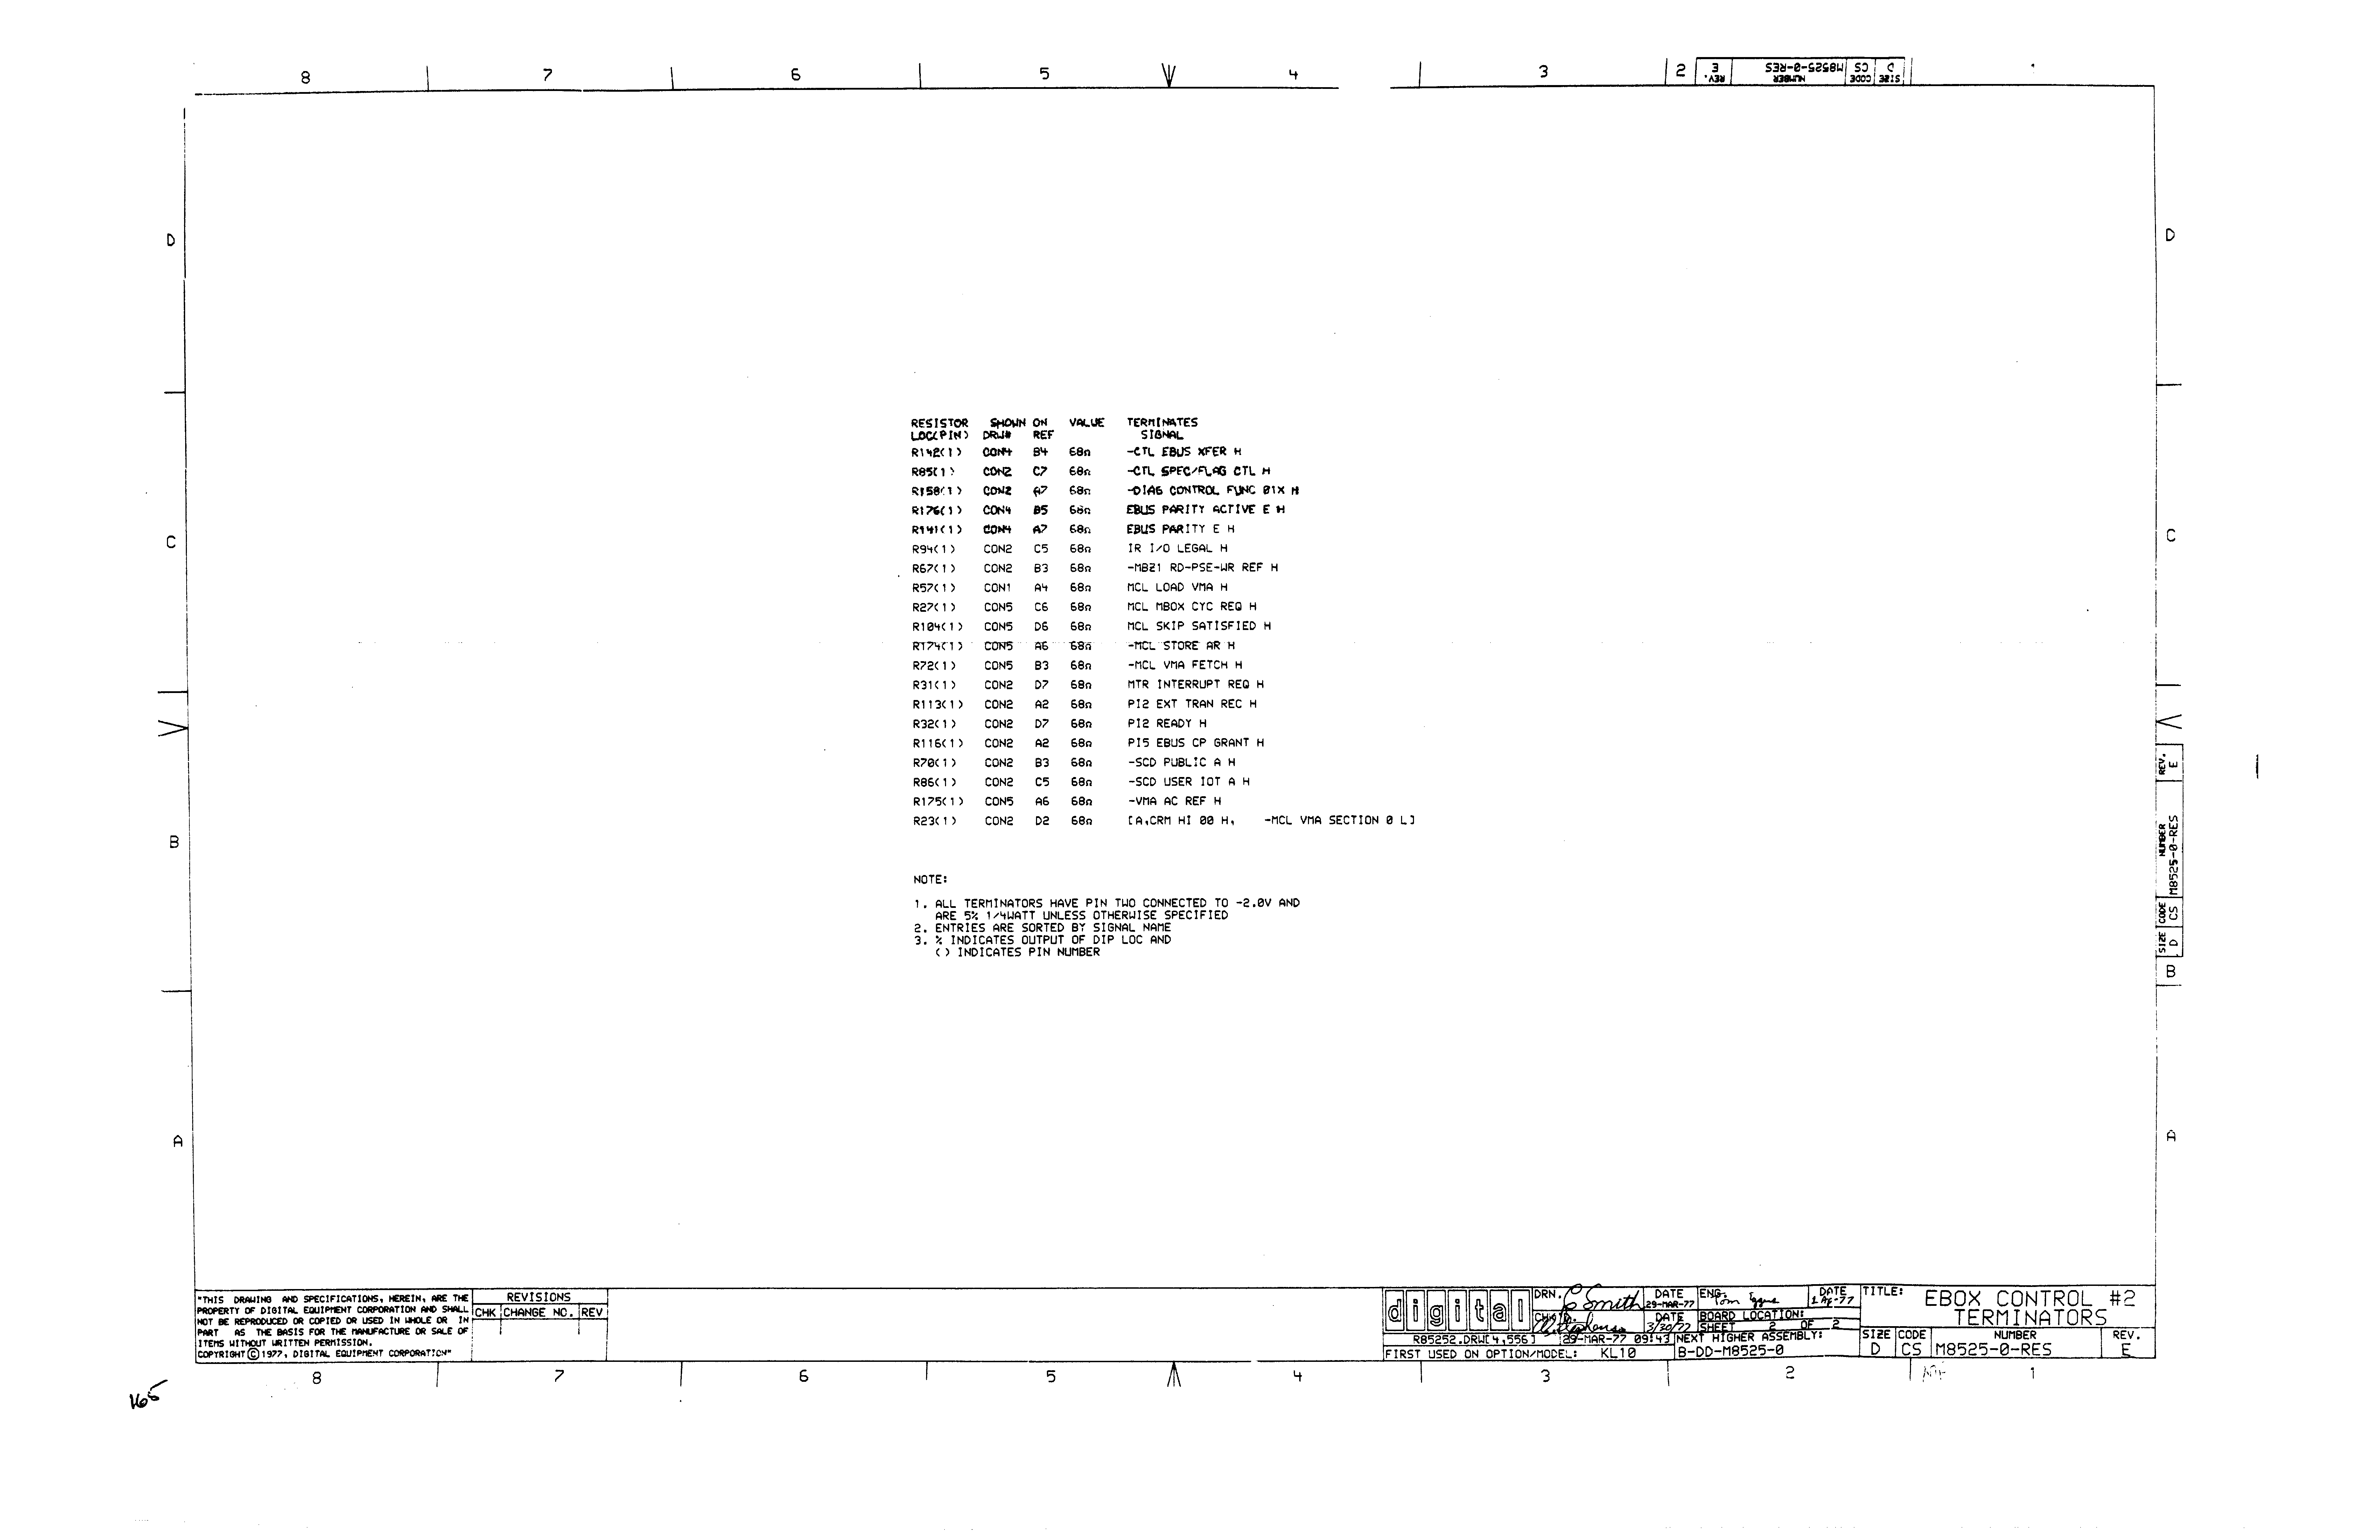 8 7 6 5 4 3 2
REV. E NUMBER M8525-0-RES CODE CS SIZE D
D D
RESISTOR SHOWN ON VALUE TERMINATES
LOC(PIN) DRW# REF SIGNAL
R142(1) CON4 B4 68Ω -CTL EBUS XFER H
R85(1) CON2 C7 68Ω -CTL SPEC/FLAG CTL H
R158(1) CON2 A7 68Ω -DIAG CONTROL FUNC 01X H
R176(1) CON4 B5 68Ω EBUS PARITY ACTIVE E H
R141(1) CON4 A7 68Ω EBUS PARITY E H
C C
R94(1) CON2 C5 68Ω IR I/O LEGAL H
R67(1) CON2 B3 68Ω -MBZ1 RD-PSE-WR REF H
R57(1) CON1 A4 68Ω MCL LOAD VMA H
R27(1) CON5 C6 68Ω MCL MBOX CYC REQ H
R104(1) CON5 D6 68Ω MCL SKIP SATISFIED H
R174(1) CON5 A6 68Ω -MCL STORE AR H
R72(1) CON5 B3 68Ω -MCL VMA FETCH H
R31(1) CON2 D7 68Ω MTR INTERRUPT REQ H
R113(1) CON2 A2 68Ω PI2 EXT TRAN REC H
R32(1) CON2 D7 68Ω PI2 READY H
R116(1) CON2 A2 68Ω PI5 EBUS CP GRANT H
R70(1) CON2 B3 68Ω -SCD PUBLIC A H
R86(1) CON2 C5 68Ω -SCD USER IOT A H
R175(1) CON5 A6 68Ω -VMA AC REF H
R23(1) CON2 D2 68Ω [A,CRM HI 00 H, -MCL VMA SECTION 0 L]
B
SIZE D CODE CS NUMBER M8525-0-RES REV. E
B
NOTE:
1. ALL TERMINATORS HAVE PIN TWO CONNECTED TO -2.0V AND
ARE 5% 1/4WATT UNLESS OTHERWISE SPECIFIED
2. ENTRIES ARE SORTED BY SIGNAL NAME
3. % INDICATES OUTPUT OF DIP LOC AND
() INDICATES PIN NUMBER
A A
"THIS DRAWING AND SPECIFICATIONS, HEREIN, ARE THE
PROPERTY OF DIGITAL EQUIPMENT CORPORATION AND SHALL
NOT BE REPRODUCED OR COPIED OR USED IN WHOLE OR IN
PART AS THE BASIS FOR THE MANUFACTURE OR SALE OF
ITEMS WITHOUT WRITTEN PERMISSION.
COPYRIGHT © 1977, DIGITAL EQUIPMENT CORPORATION"
REVISIONS
CHK CHANGE NO. REV
digital
DRN. P Smith DATE 29-MAR-77
ENG. Tom DATE 1 Ap-77
CHK'D. DATE 3/30/77
BOARD LOCATION:
SHEET 2 OF 2
R85252.DRW[4,556] 29-MAR-77 09:43
NEXT HIGHER ASSEMBLY:
B-DD-M8525-0
FIRST USED ON OPTION/MODEL: KL10
TITLE: EBOX CONTROL #2
TERMINATORS
SIZE CODE NUMBER REV.
D CS M8525-0-RES E
8 7 6 5 4 3 2 1
165